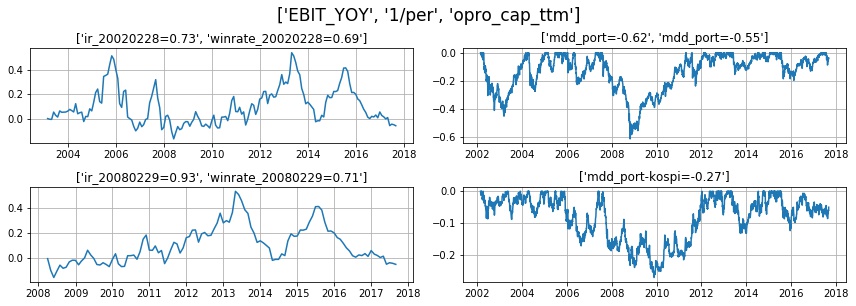 ['EBIT_YOY', '1/per', 'opro_cap_ttm']
['ir_20020228=0.73', 'winrate_20020228=0.69']
0.4
0.2
0.0
2004 2006 2008 2010 2012 2014 2016 2018
['mdd_port=-0.62', 'mdd_port=-0.55']
0.0
−0.2
−0.4
−0.6
2002 2004 2006 2008 2010 2012 2014 2016 2018
['ir_20080229=0.93', 'winrate_20080229=0.71']
0.4
0.2
0.0
2008 2009 2010 2011 2012 2013 2014 2015 2016 2017 2018
['mdd_port-kospi=-0.27']
0.0
−0.1
−0.2
2002 2004 2006 2008 2010 2012 2014 2016 2018